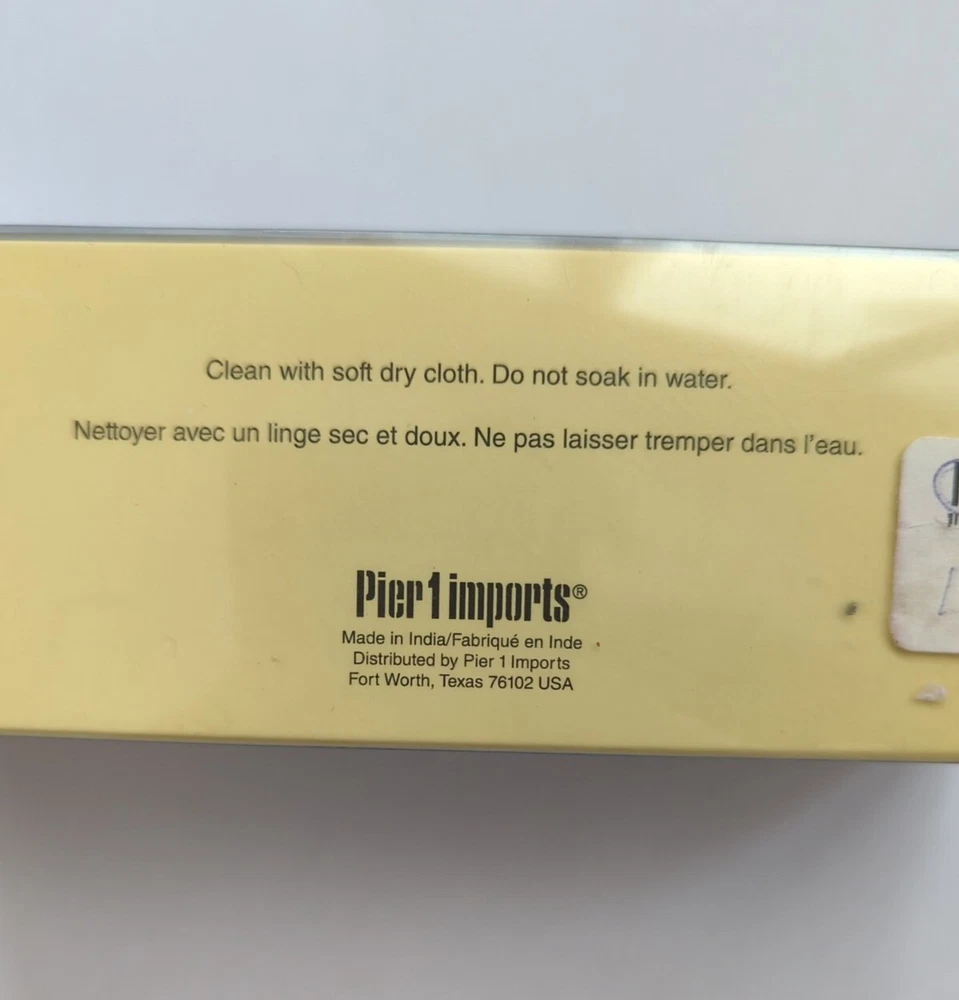 Clean with soft dry cloth. Do not soak in water.
Nettoyer avec un linge sec et doux. Ne pas laisser tremper dans l'eau.
Pier 1 imports®
Made in India/Fabriqué en Inde
Distributed by Pier 1 Imports
Fort Worth, Texas 76102 USA